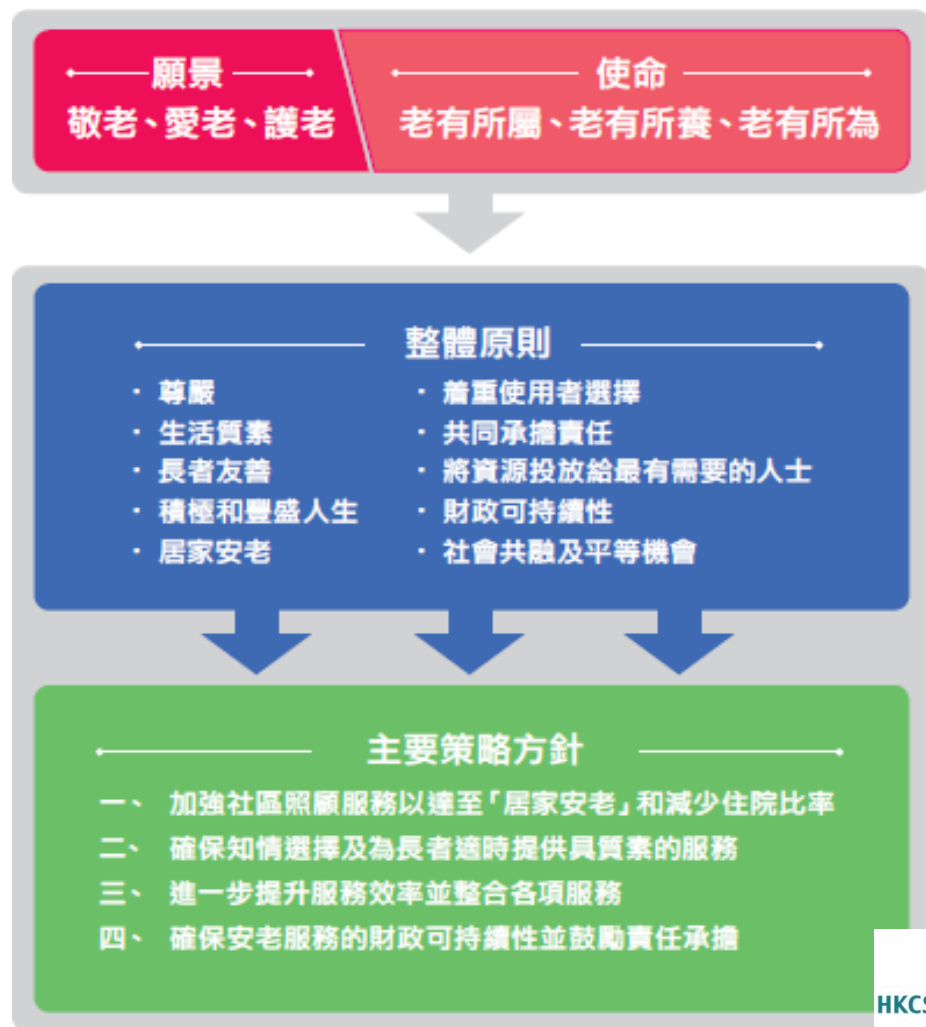 願景
敬老、愛老、護老
使命
老有所屬、老有所養、老有所為
整體原則
· 尊嚴
· 生活質素
· 長者友善
· 積極和豐盛人生
· 居家安老
· 着重使用者選擇
· 共同承擔責任
· 將資源投放給最有需要的人士
· 財政可持續性
· 社會共融及平等機會
主要策略方針
一、 加強社區照顧服務以達至「居家安老」和減少住院比率
二、 確保知情選擇及為長者適時提供具質素的服務
三、 進一步提升服務效率並整合各項服務
四、 確保安老服務的財政可持續性並鼓勵責任承擔
HKCS